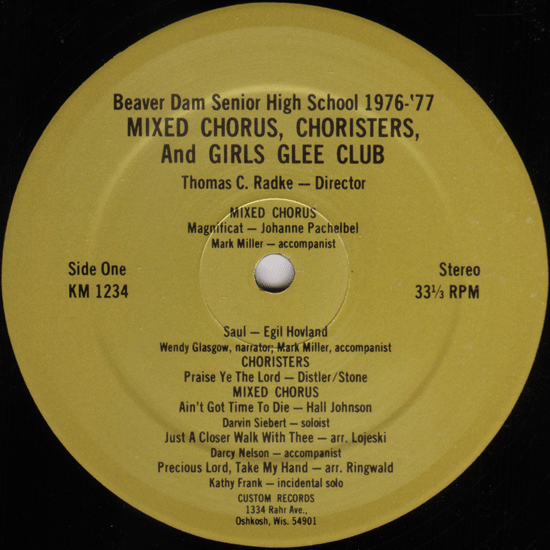 Beaver Dam Senior High School 1976-'77
MIXED CHORUS, CHORISTERS,
And GIRLS GLEE CLUB
Thomas C. Radke — Director
MIXED CHORUS
Magnificat — Johanne Pachelbel
Mark Miller — accompanist
Side One
KM 1234
Stereo
33⅓ RPM
Saul — Egil Hovland
Wendy Glasgow, narrator; Mark Miller, accompanist
CHORISTERS
Praise Ye The Lord — Distler/Stone
MIXED CHORUS
Ain't Got Time To Die — Hall Johnson
Darvin Siebert — soloist
Just A Closer Walk With Thee — arr. Lojeski
Darcy Nelson — accompanist
Precious Lord, Take My Hand — arr. Ringwald
Kathy Frank — incidental solo
CUSTOM RECORDS
1334 Rahr Ave.,
Oshkosh, Wis. 54901